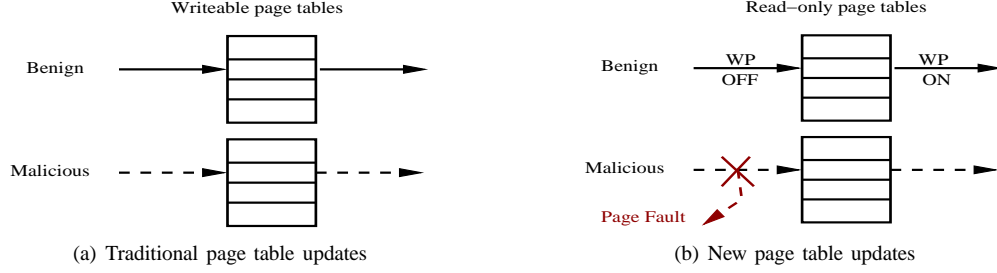 Writeable page tables
Benign
Malicious
(a) Traditional page table updates
Read−only page tables
Benign
WP
OFF
WP
ON
Malicious
Page Fault
(b) New page table updates